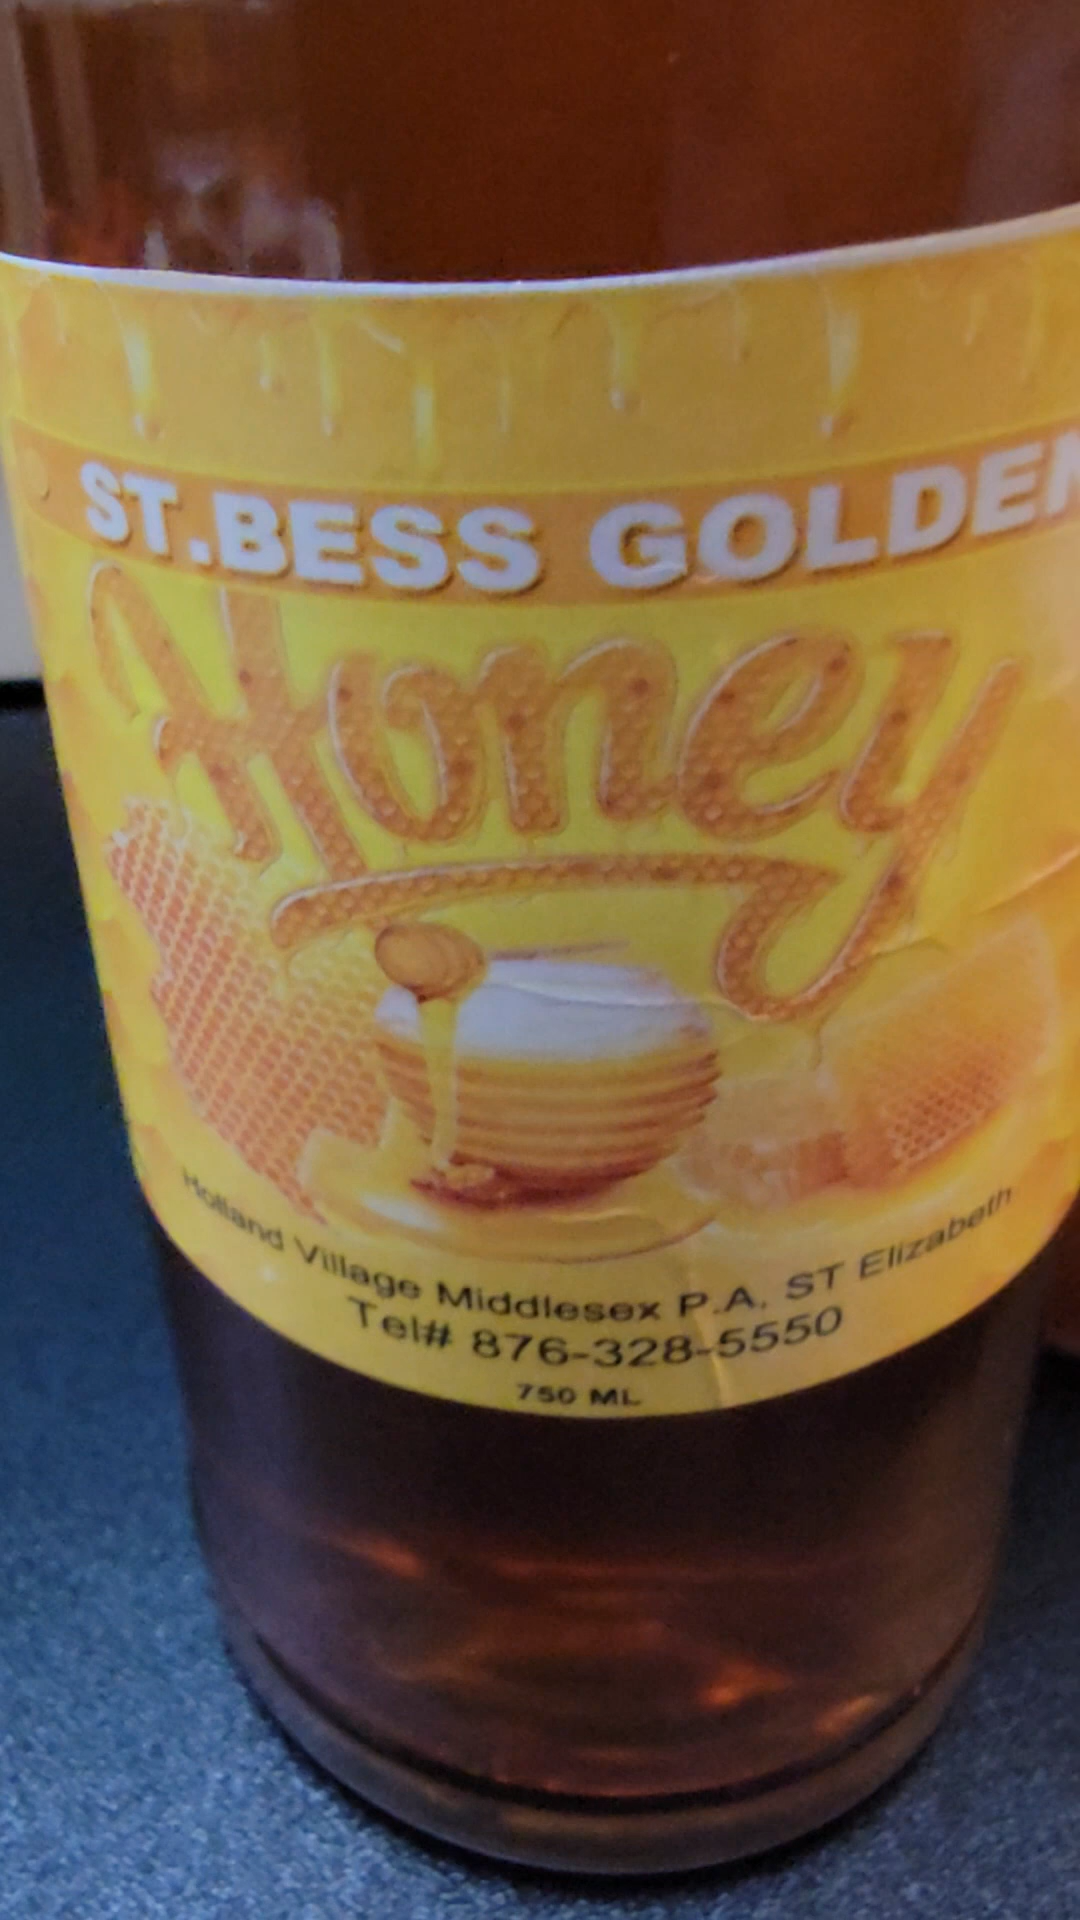 ST.BESS GOLDEN
Honey
Holland Village Middlesex P.A. ST Elizabeth
Tel# 876-328-5550
750 ML